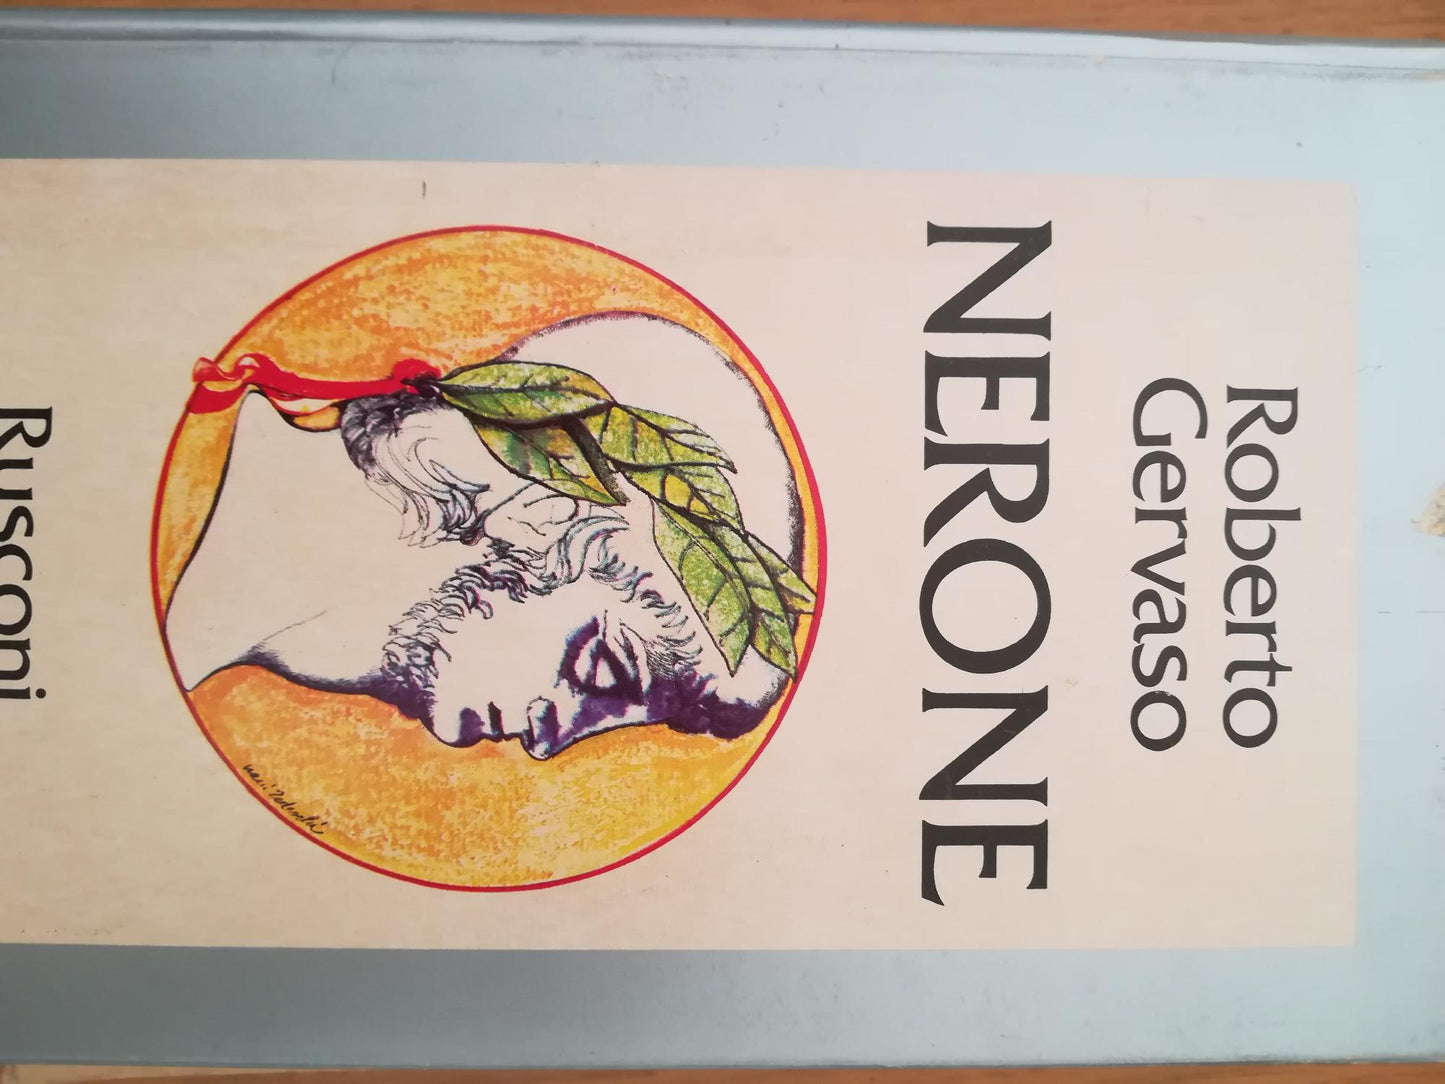 Roberto
Gervaso
NERONE
Rusconi